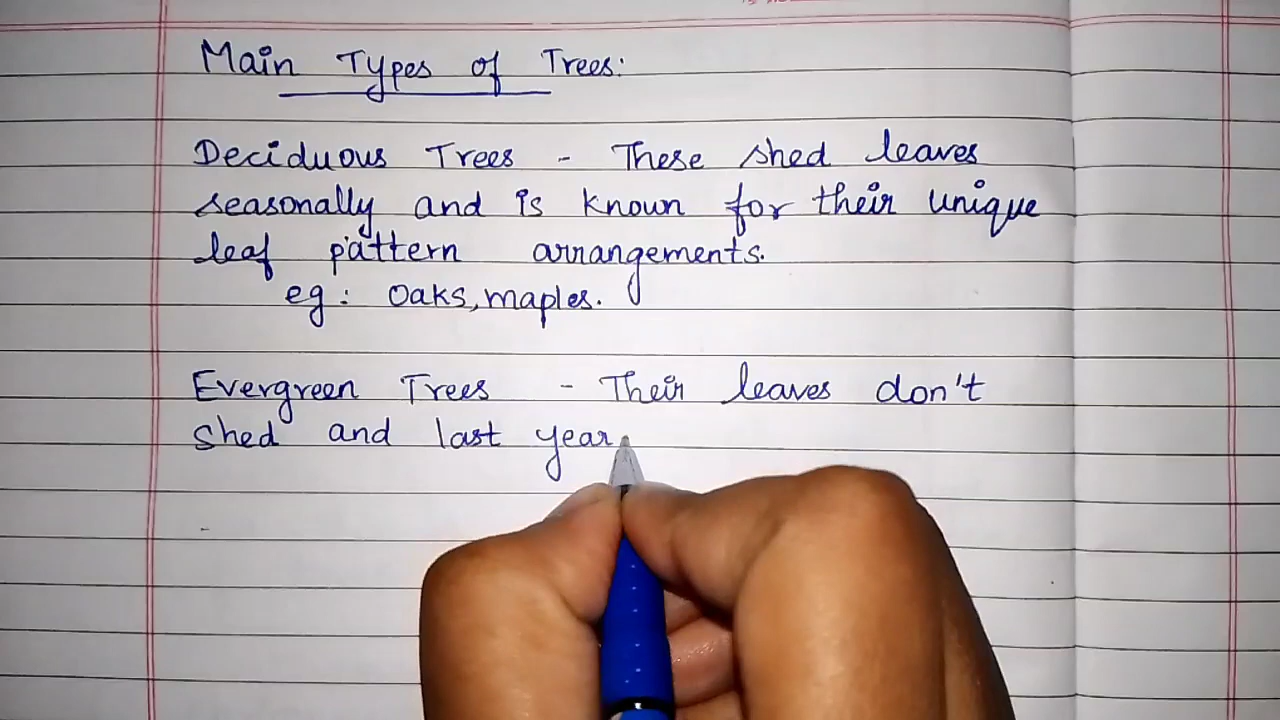 Main Types of Trees:
Deciduous Trees - These shed leaves
seasonally and is known for their unique
leaf pattern arrangements.
eg: Oaks, maples.
Evergreen Trees - Their leaves don't
shed and last year